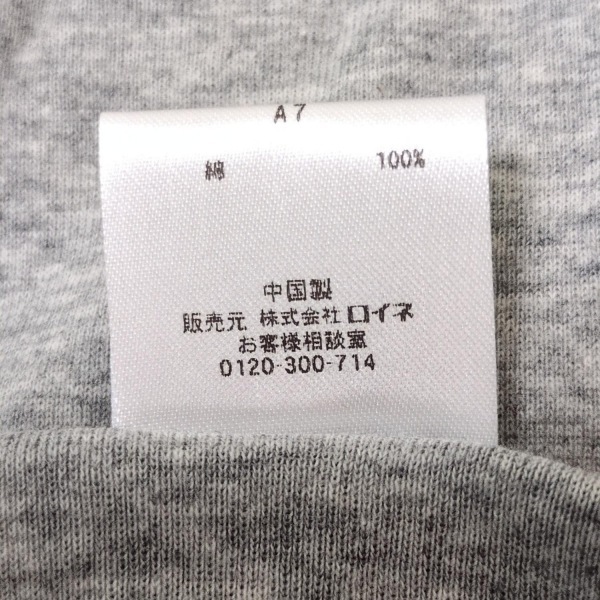 A7
綿 100%
中国製
販売元 株式会社ロイネ
お客様相談室
0120-300-714